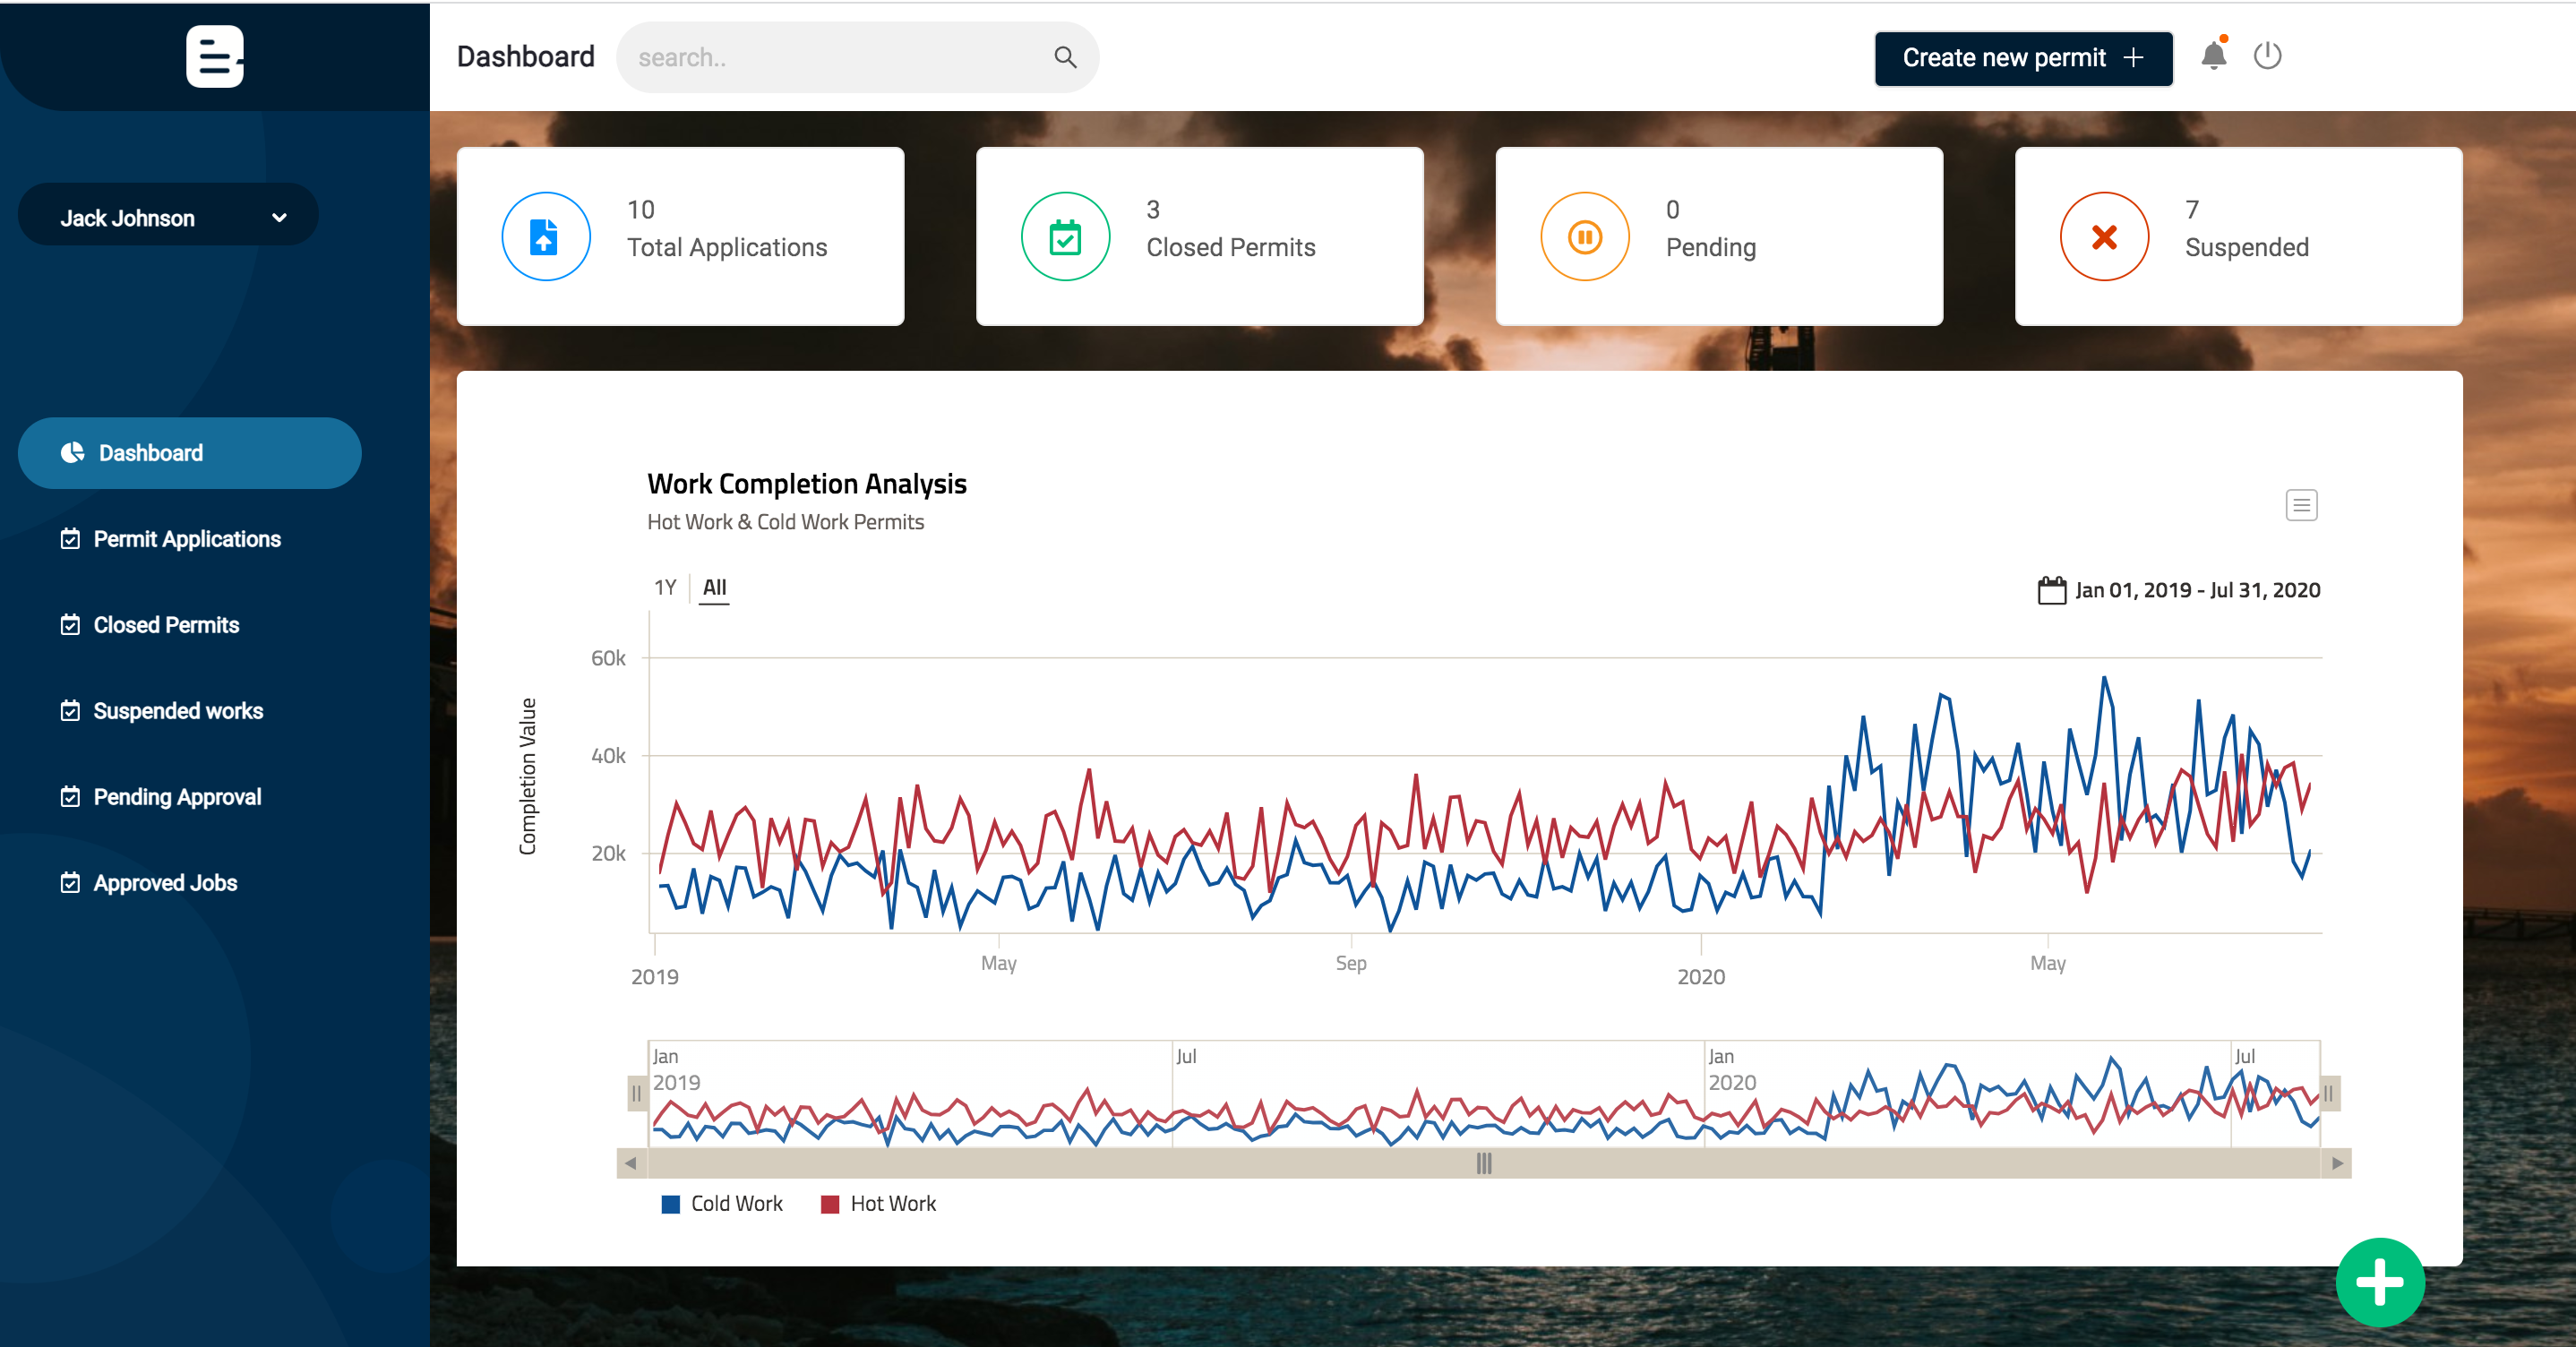 Dashboard
search..
Create new permit
Jack Johnson
Dashboard
Permit Applications
Closed Permits
Suspended works
Pending Approval
Approved Jobs
10
Total Applications
3
Closed Permits
0
Pending
7
Suspended
Work Completion Analysis
Hot Work & Cold Work Permits
1Y All
Jan 01, 2019 - Jul 31, 2020
Completion Value
60k
40k
20k
2019 May Sep 2020 May
Jan
2019
Jul
Jan
2020
Jul
Cold Work
Hot Work